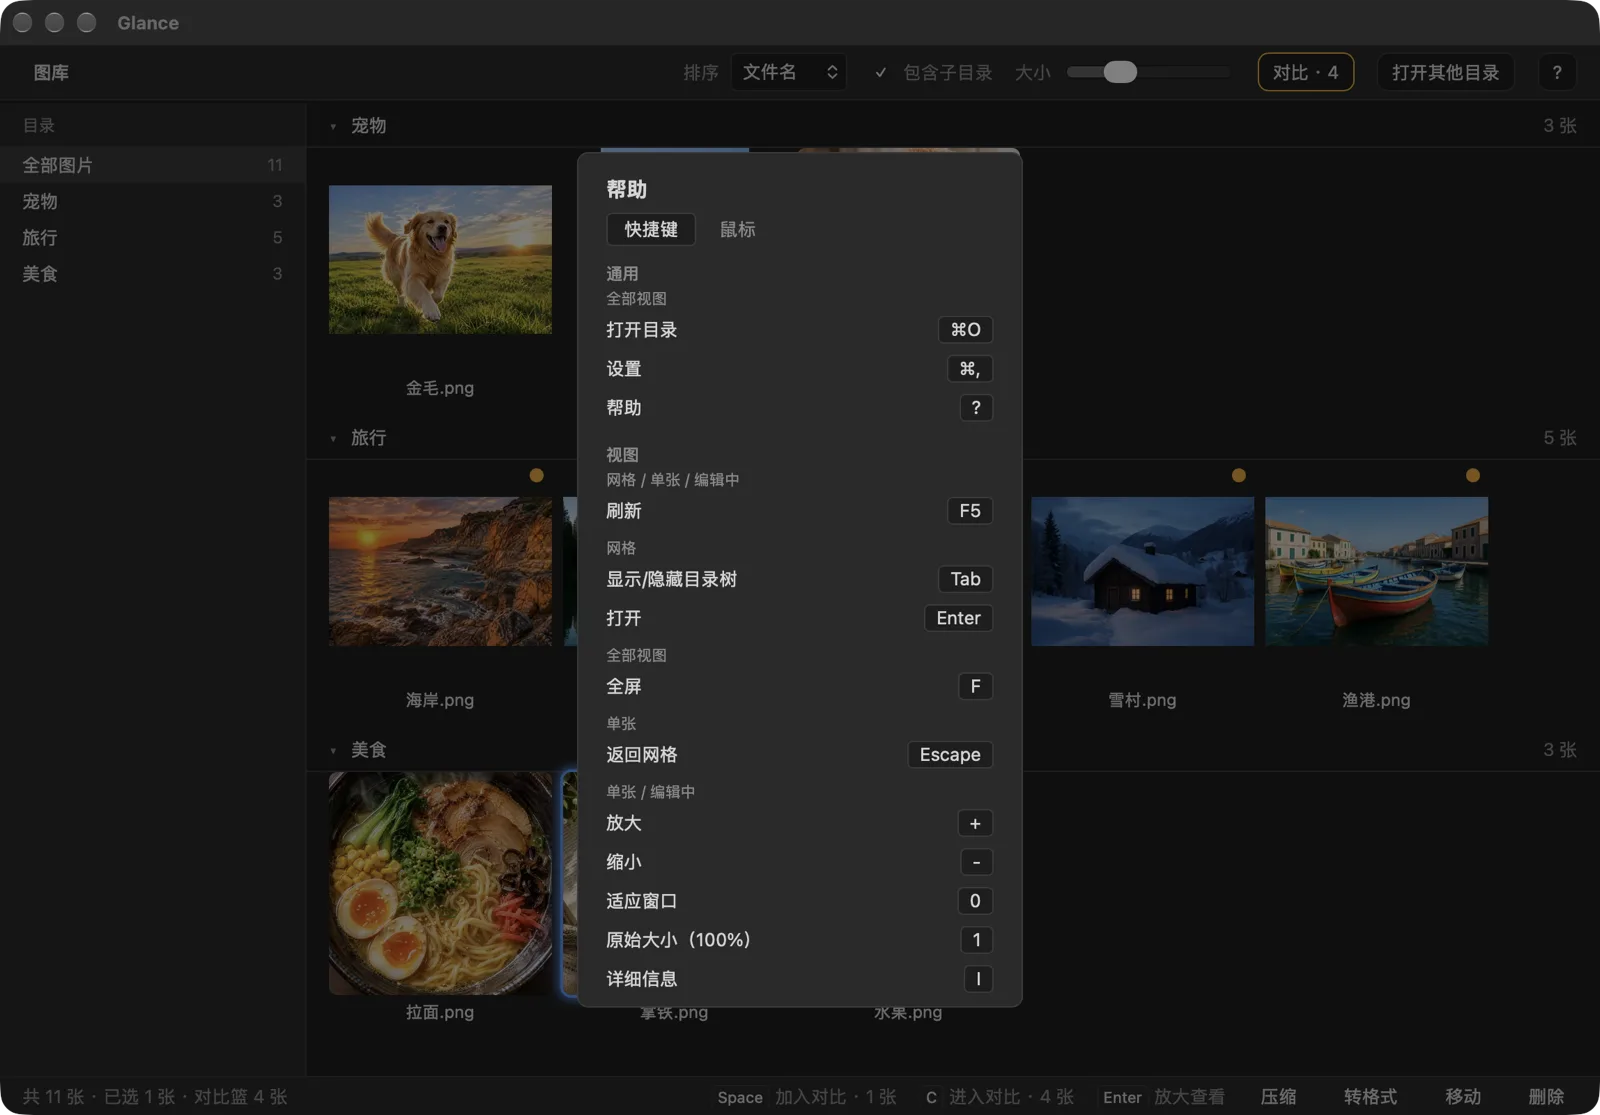 Glance
图库
排序 文件名 ✓ 包含子目录 大小 对比 · 4 打开其他目录 ?
目录
全部图片 11
宠物 3
旅行 5
美食 3
宠物 3 张
金毛.png
旅行 5 张
海岸.png
雪村.png
渔港.png
美食 3 张
拉面.png
拿铁.png
水果.png
帮助
快捷键 鼠标
通用
全部视图
打开目录 ⌘O
设置 ⌘,
帮助 ?
视图
网格 / 单张 / 编辑中
刷新 F5
网格
显示/隐藏目录树 Tab
打开 Enter
全部视图
全屏 F
单张
返回网格 Escape
单张 / 编辑中
放大 +
缩小 -
适应窗口 0
原始大小（100%） 1
详细信息 I
共 11 张 · 已选 1 张 · 对比篮 4 张
Space 加入对比 · 1 张 C 进入对比 · 4 张 Enter 放大查看 压缩 转格式 移动 删除